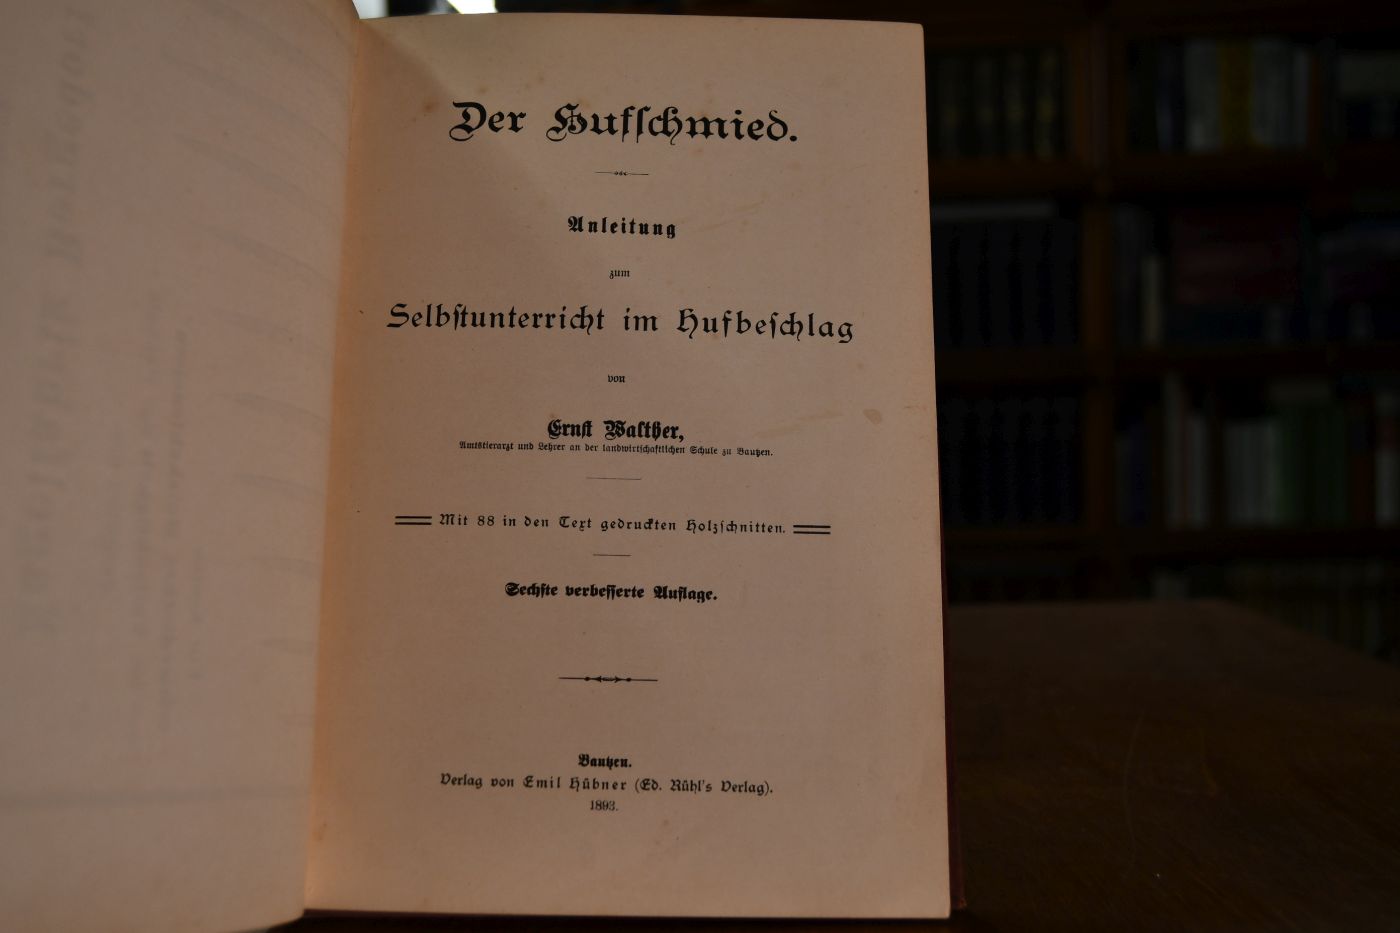 Der Hufſchmied.
Anleitung
zum
Selbſtunterricht im Hufbeſchlag
von
Ernſt Walther,
Amtstierarzt und Lehrer an der landwirtſchaftlichen Schule zu Bautzen.
Mit 88 in den Text gedruckten Holzſchnitten.
Sechſte verbeſſerte Auflage.
Bautzen.
Verlag von Emil Hübner (Ed. Rühl's Verlag).
1893.